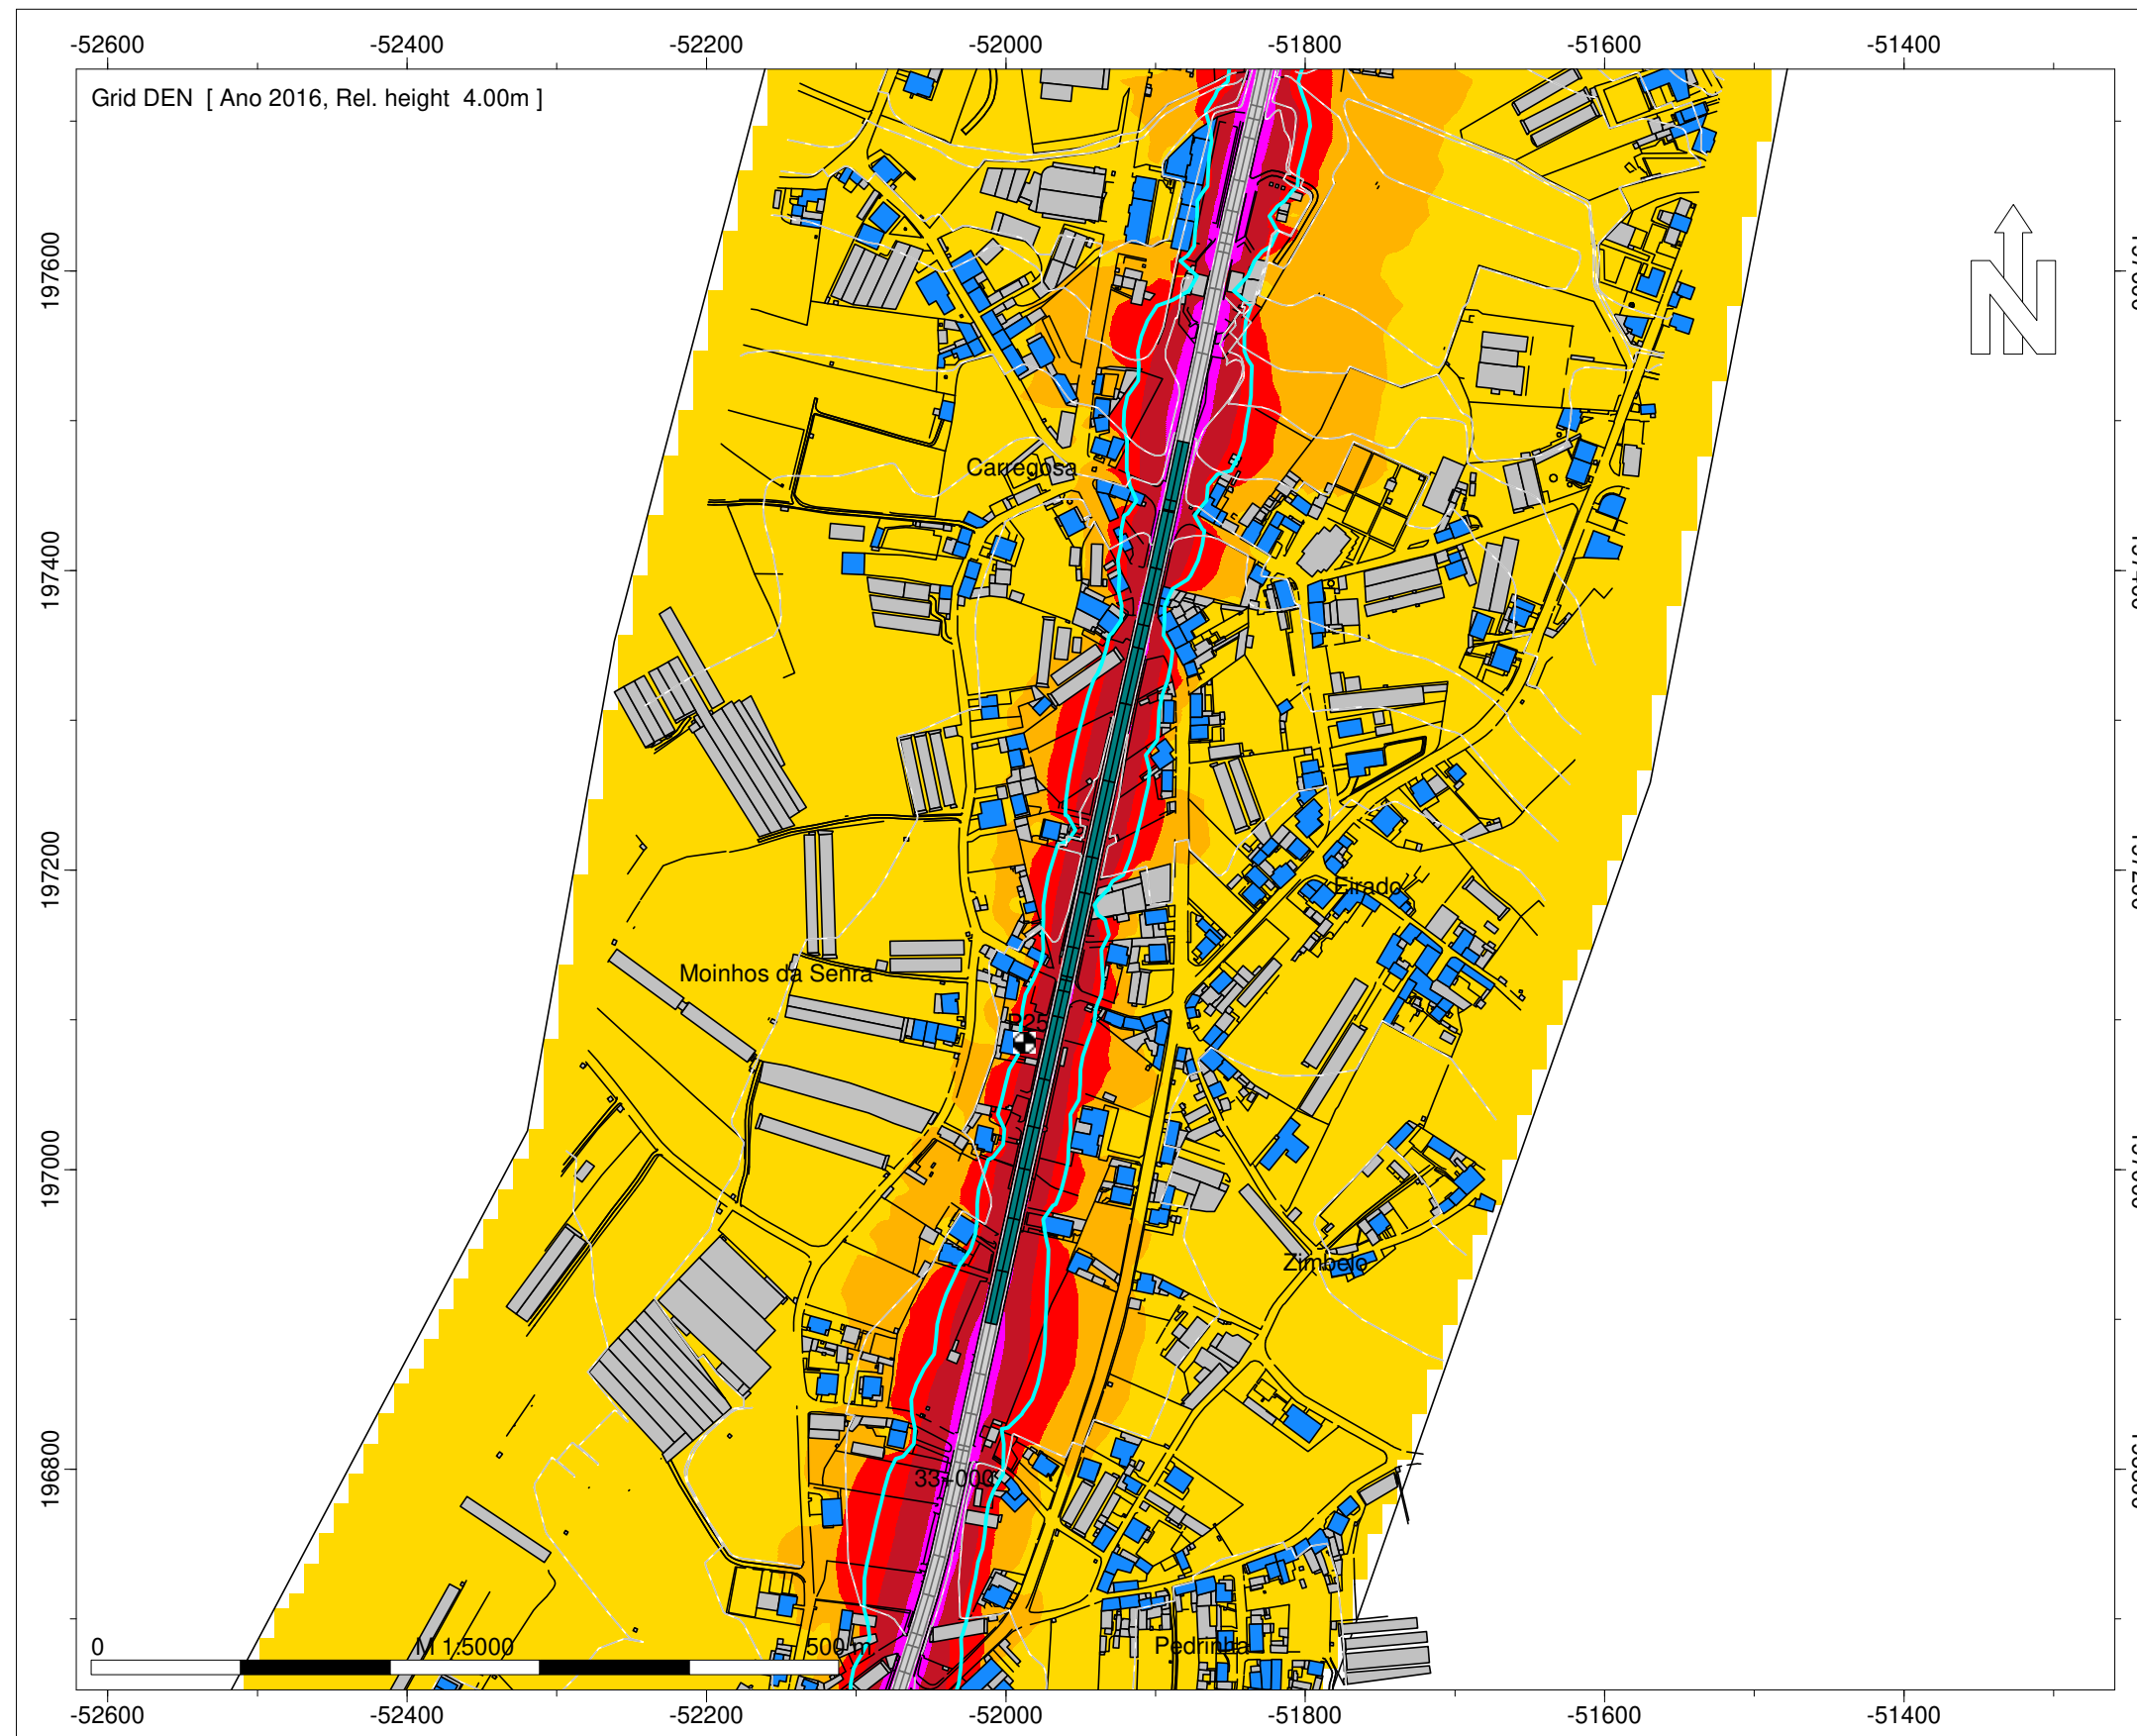 -52600 -52400 -52200 -52000 -51800 -51600 -51400
Grid DEN [ Ano 2016, Rel. height 4.00m ]
197600
N
197400
Carregosa
197200
Eirado
Moinhos da Senra
P25
197000
Zimbelo
196800
33+000
0 M 1:5000 500 m
Pedrinha
-52600 -52400 -52200 -52000 -51800 -51600 -51400